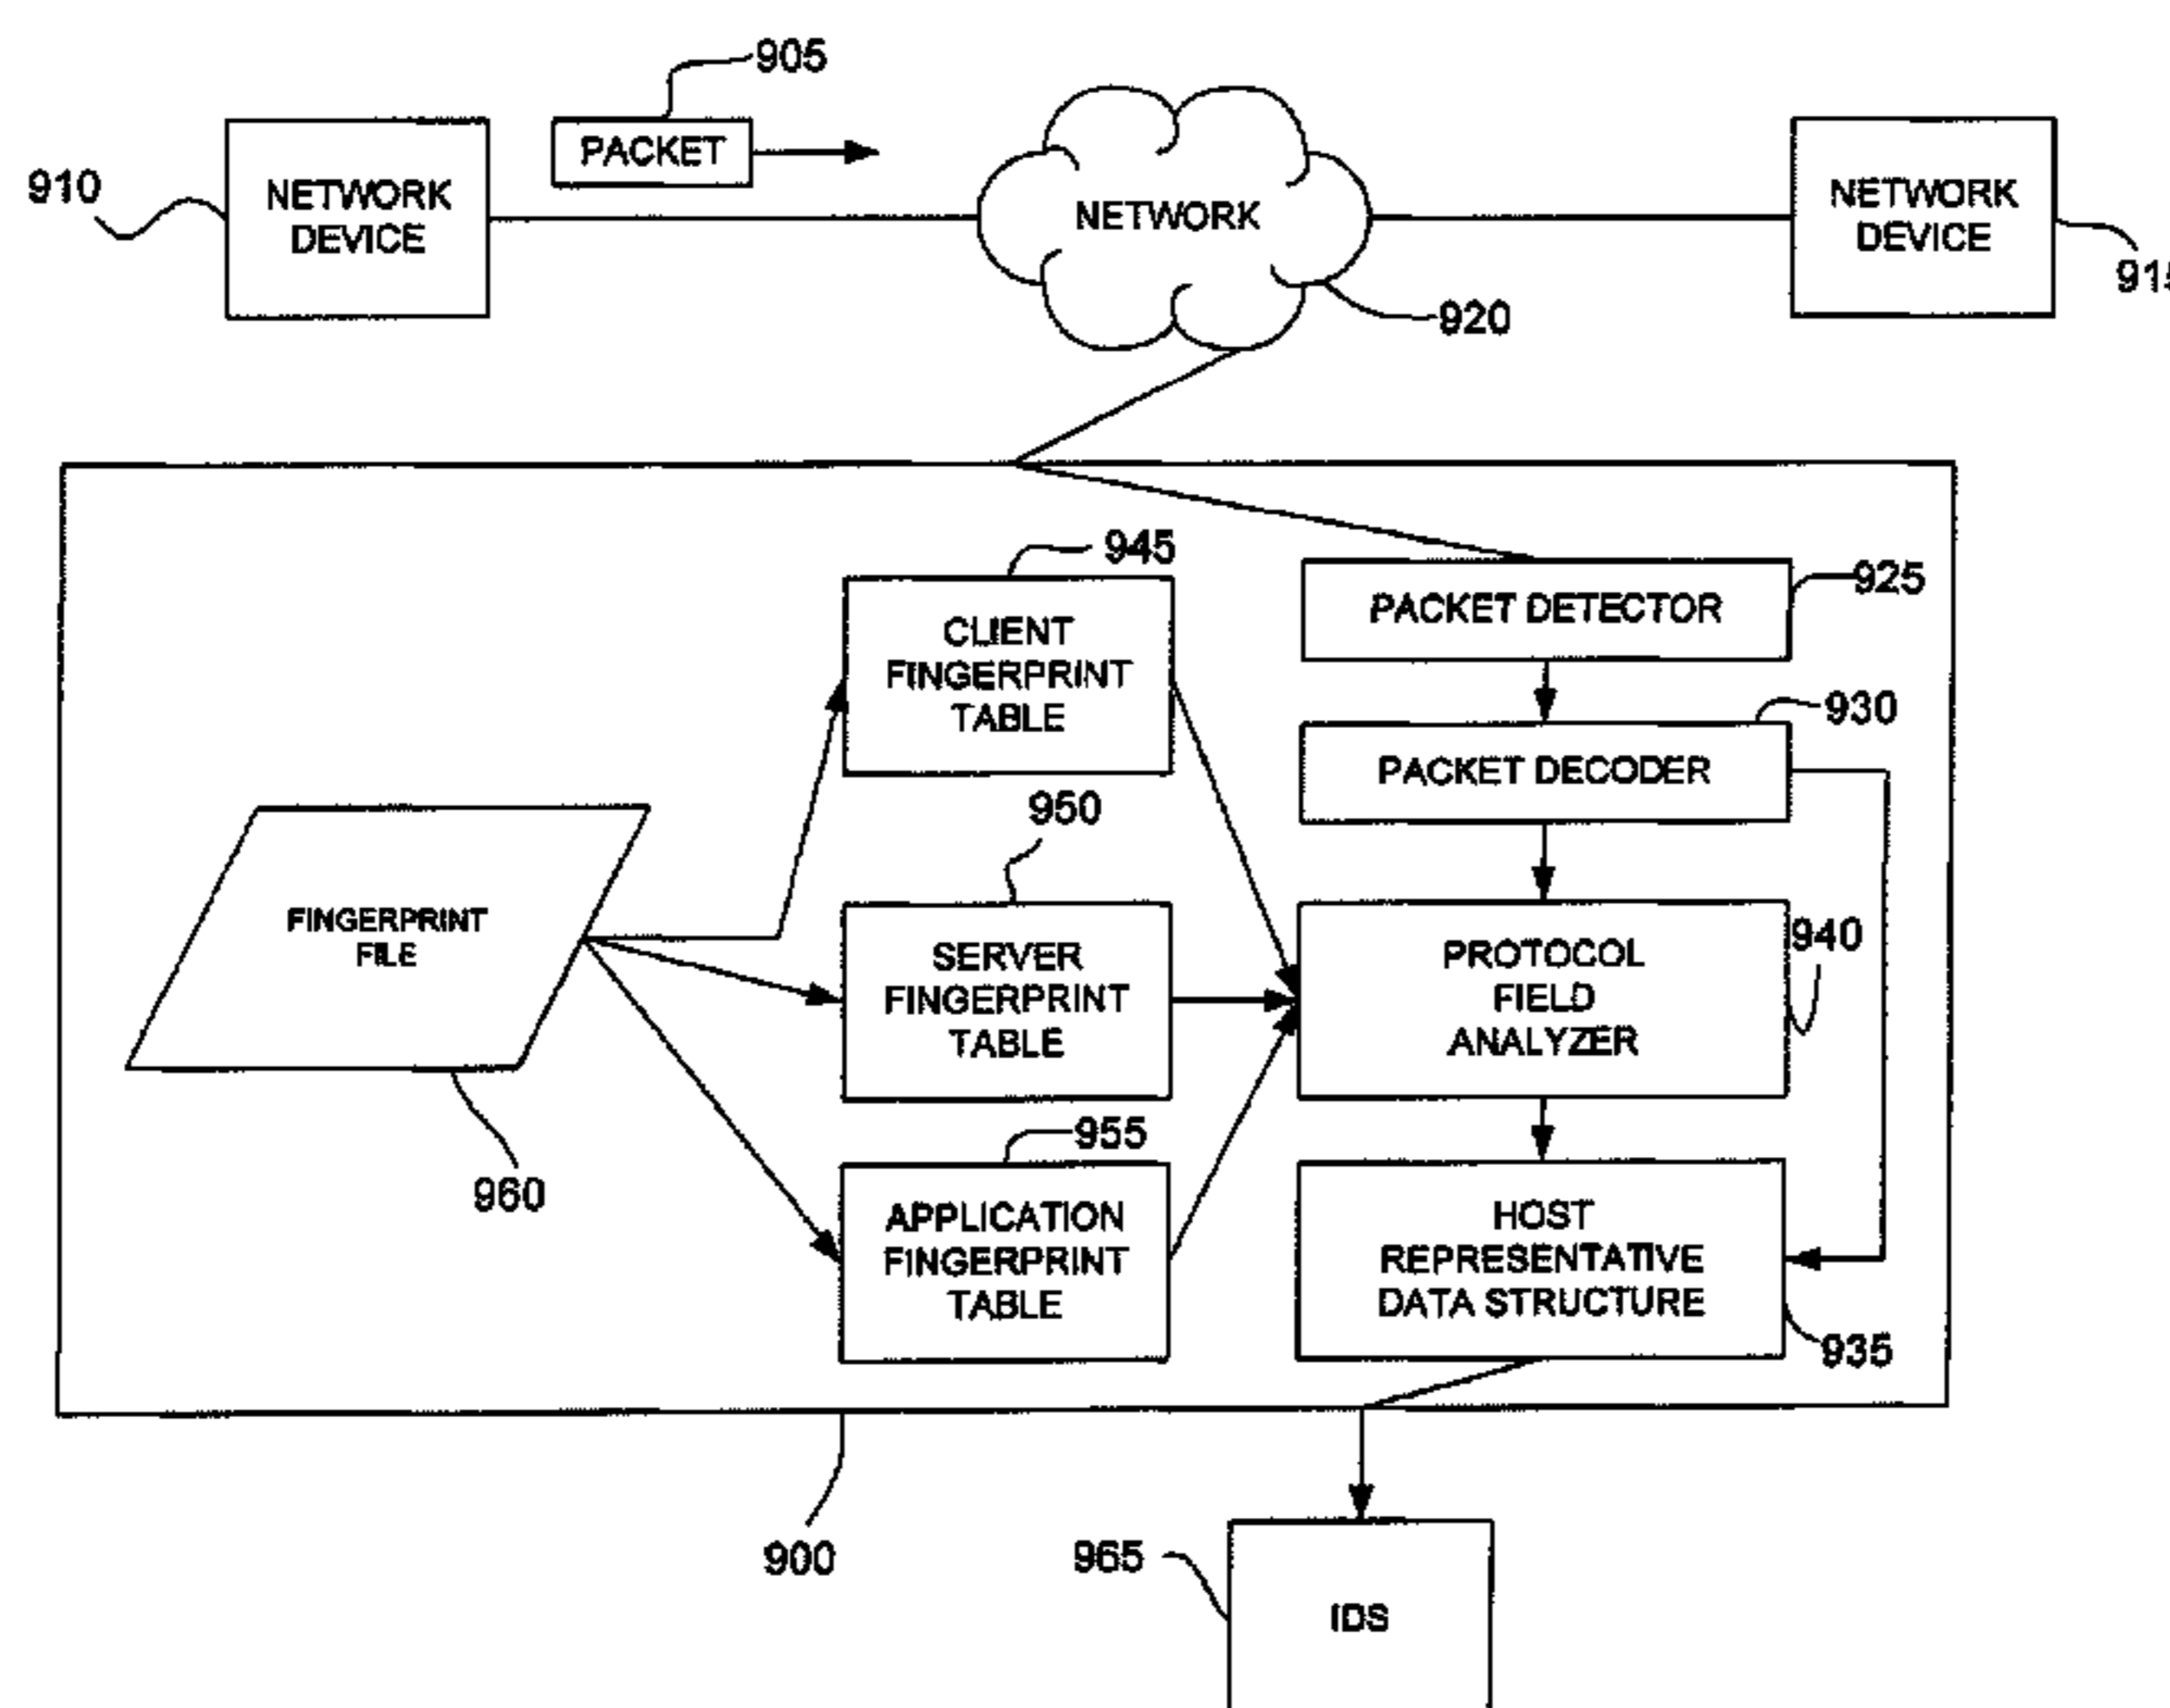 905
PACKET
910
NETWORK
DEVICE
NETWORK
920
NETWORK
DEVICE
915
945
CLIENT
FINGERPRINT
TABLE
PACKET DETECTOR
925
930
PACKET DECODER
950
FINGERPRINT
FILE
960
SERVER
FINGERPRINT
TABLE
PROTOCOL
FIELD
ANALYZER
940
955
APPLICATION
FINGERPRINT
TABLE
HOST
REPRESENTATIVE
DATA STRUCTURE
935
900
965
IDS